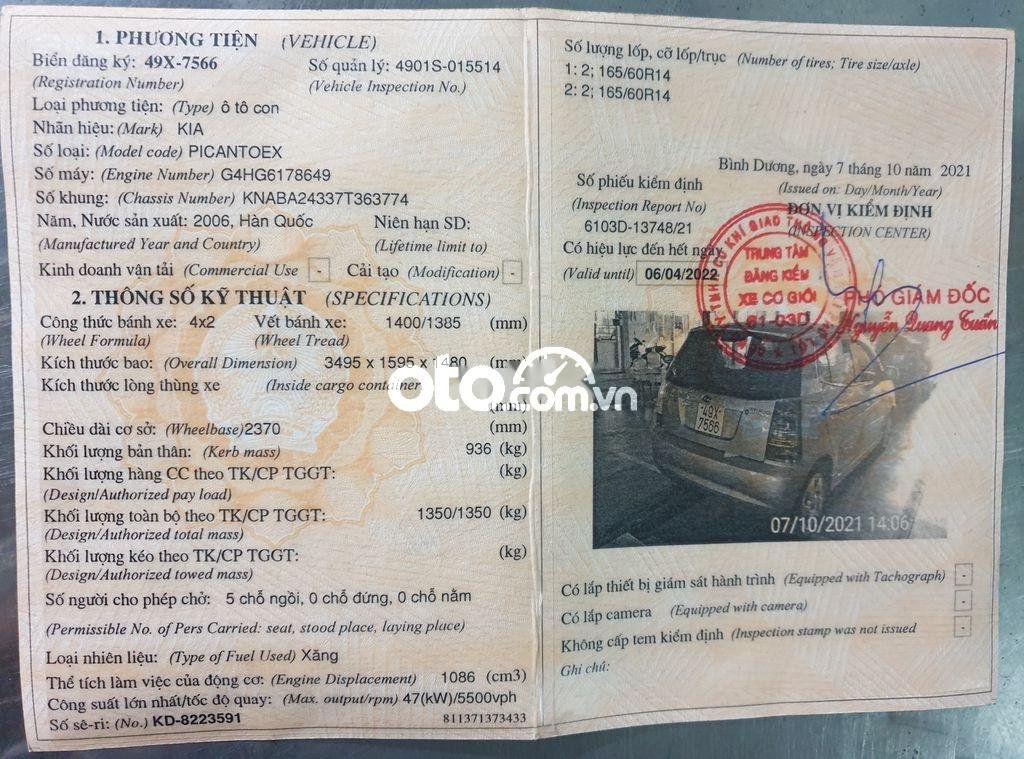 1. PHƯƠNG TIỆN (VEHICLE)
Biển đăng ký: 49X-7566 Số quản lý: 4901S-015514
(Registration Number) (Vehicle Inspection No.)
Loại phương tiện: (Type) ô tô con
Nhãn hiệu: (Mark) KIA
Số loại: (Model code) PICANTOEX
Số máy: (Engine Number) G4HG6178649
Số khung: (Chassis Number) KNABA24337T363774
Năm, Nước sản xuất: 2006, Hàn Quốc Niên hạn SD:
(Manufactured Year and Country) (Lifetime limit to)
Kinh doanh vận tải (Commercial Use - Cải tạo (Modification) -
2. THÔNG SỐ KỸ THUẬT (SPECIFICATIONS)
Công thức bánh xe: 4x2 Vết bánh xe: 1400/1385 (mm)
(Wheel Formula) (Wheel Tread)
Kích thước bao: (Overall Dimension) 3495 x 1595 x 1480 (mm)
Kích thước lòng thùng xe (Inside cargo container
(mm)
Chiều dài cơ sở: (Wheelbase)2370 (mm)
Khối lượng bản thân: (Kerb mass) 936 (kg)
Khối lượng hàng CC theo TK/CP TGGT: (kg)
(Design/Authorized pay load)
Khối lượng toàn bộ theo TK/CP TGGT: 1350/1350 (kg)
(Design/Authorized total mass)
Khối lượng kéo theo TK/CP TGGT: (kg)
(Design/Authorized towed mass)
Số người cho phép chở: 5 chỗ ngồi, 0 chỗ đứng, 0 chỗ nằm
(Permissible No. of Pers Carried: seat, stood place, laying place)
Loại nhiên liệu: (Type of Fuel Used) Xăng
Thể tích làm việc của động cơ: (Engine Displacement) 1086 (cm3)
Công suất lớn nhất/tốc độ quay: (Max. output/rpm) 47(kW)/5500vph
Số sê-ri: (No.) KD-8223591 811371373433
Số lượng lốp, cỡ lốp/trục (Number of tires; Tire size/axle)
1: 2; 165/60R14
2: 2; 165/60R14
Bình Dương, ngày 7 tháng 10 năm 2021
Số phiếu kiểm định (Issued on: Day/Month/Year)
(Inspection Report No) ĐƠN VỊ KIỂM ĐỊNH
6103D-13748/21 (INSPECTION CENTER)
Có hiệu lực đến hết ngày
(Valid until) 06/04/2022
TRUNG TÂM
ĐĂNG KIỂM
XE CƠ GIỚI
61-03D
PHÓ GIÁM ĐỐC
Nguyễn Quang Tuấn
oto.com.vn
49X
7566
07/10/2021 14:06
Có lắp thiết bị giám sát hành trình (Equipped with Tachograph) -
Có lắp camera (Equipped with camera) -
Không cấp tem kiểm định (Inspection stamp was not issued -
Ghi chú: